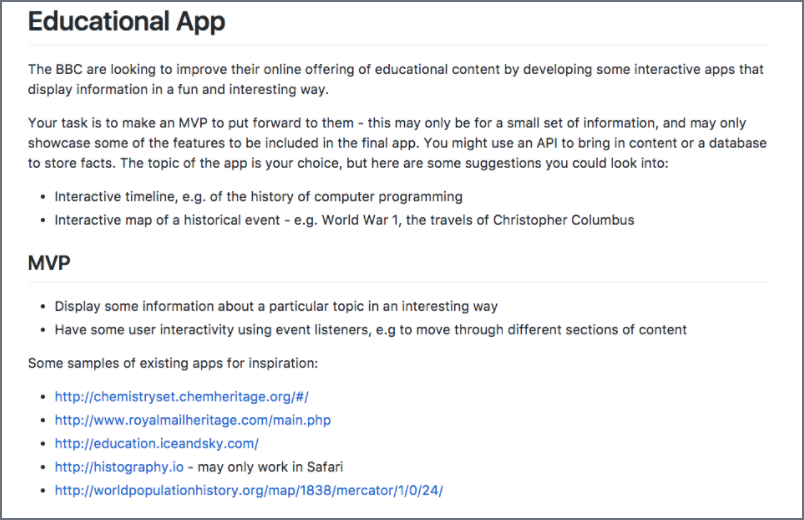 Educational App
The BBC are looking to improve their online offering of educational content by developing some interactive apps that
display information in a fun and interesting way.
Your task is to make an MVP to put forward to them - this may only be for a small set of information, and may only
showcase some of the features to be included in the final app. You might use an API to bring in content or a database
to store facts. The topic of the app is your choice, but here are some suggestions you could look into:
• Interactive timeline, e.g. of the history of computer programming
• Interactive map of a historical event - e.g. World War 1, the travels of Christopher Columbus
MVP
• Display some information about a particular topic in an interesting way
• Have some user interactivity using event listeners, e.g to move through different sections of content
Some samples of existing apps for inspiration:
• http://chemistryset.chemheritage.org/#/
• http://www.royalmailheritage.com/main.php
• http://education.iceandsky.com/
• http://histography.io - may only work in Safari
• http://worldpopulationhistory.org/map/1838/mercator/1/0/24/